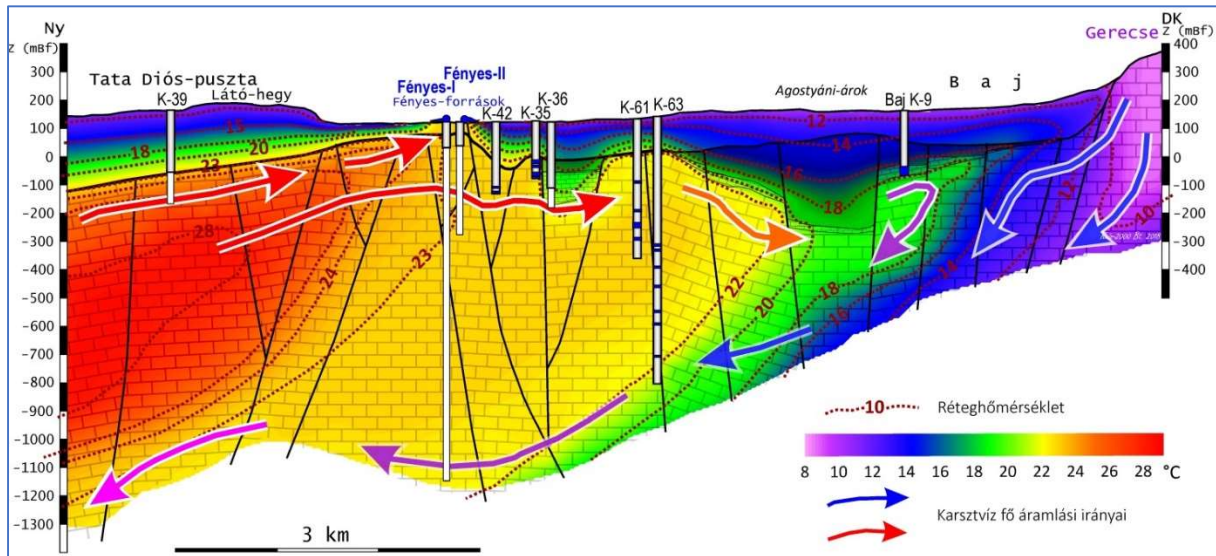 Ny
DK
Z (mBf)
Z (mBf)
Gerecse
Tata Diós-puszta
Látó-hegy
K-39
Fényes-II
Fényes-I
Fényes-források
K-42
K-35
K-36
K-61
K-63
Agostyáni-árok
Baj K-9
B a j
300
200
100
0
-100
-200
-300
-400
-500
-600
-700
-800
-900
-1000
-1100
-1200
-1300
400
300
200
100
0
-100
-200
-300
-400
15
18
20
23
28
24
23
22
20
18
16
12
14
16
18
14
12
10
3 km
10
Réteghőmérséklet
8 10 12 14 16 18 20 22 24 26 28 °C
Karsztvíz fő áramlási irányai